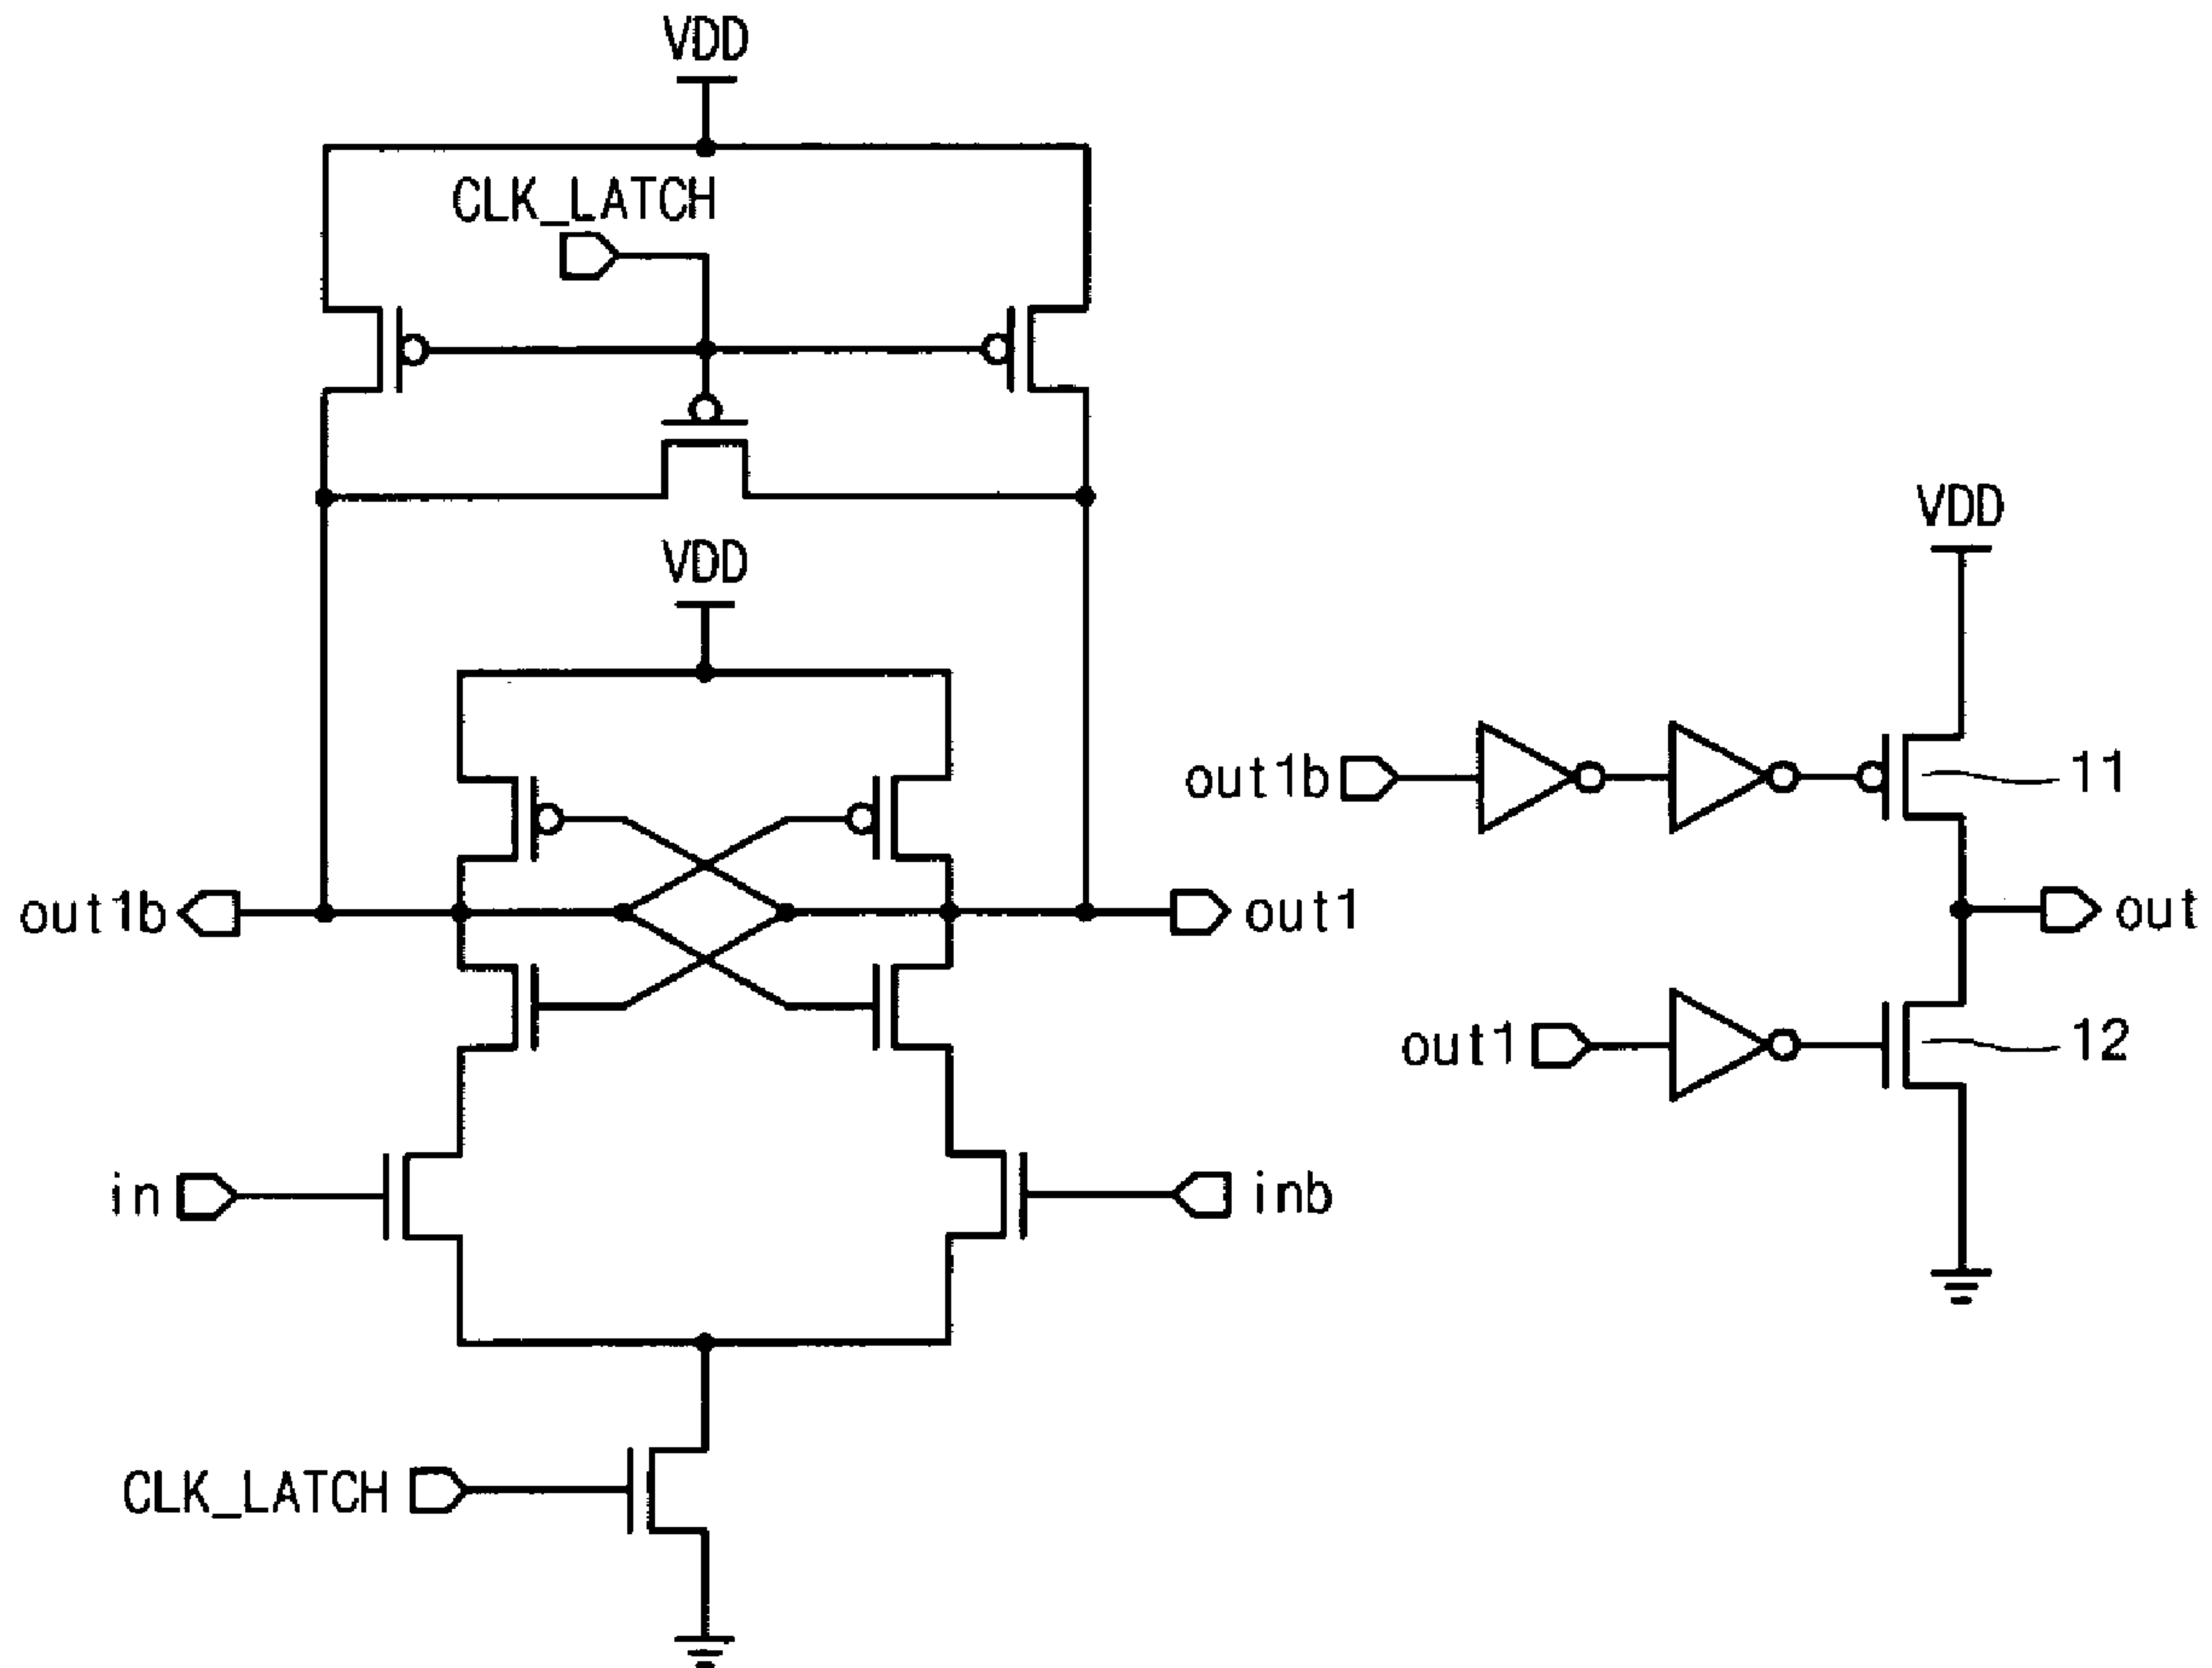 VDD
CLK_LATCH
VDD
VDD
out1b
11
out1b
out1
out
out1
12
in
inb
CLK_LATCH